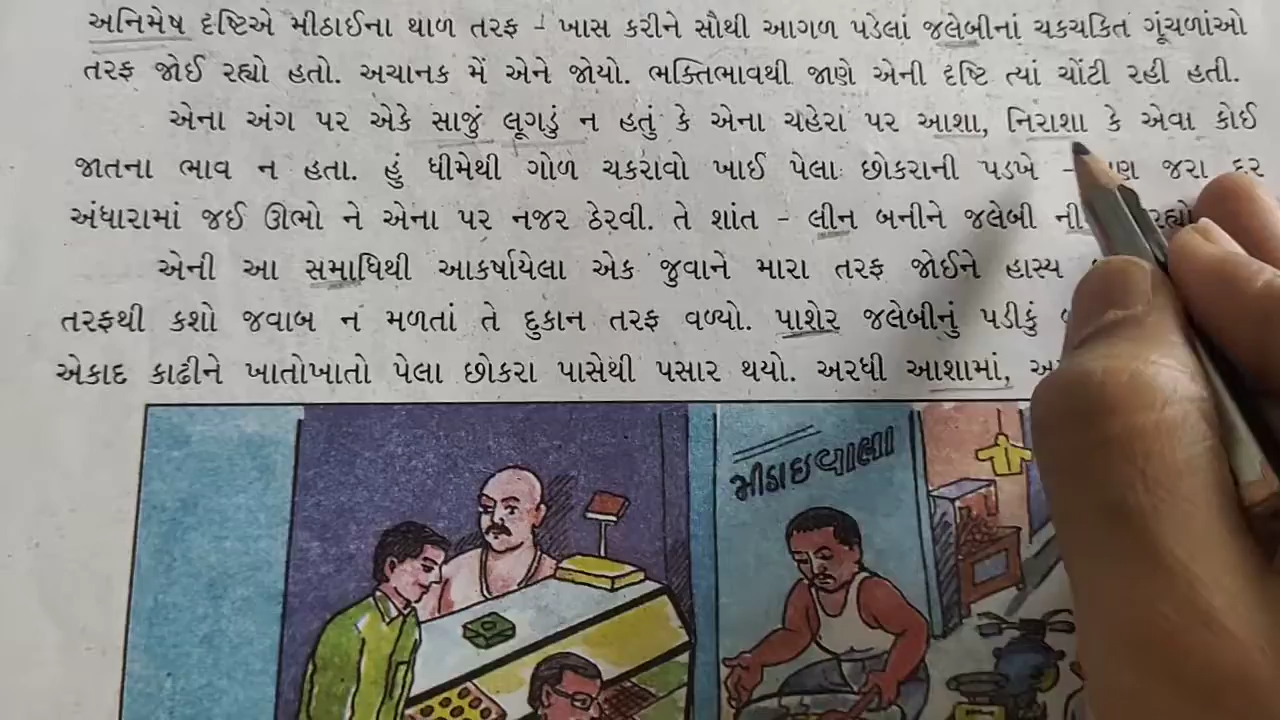 અનિમેષ દૃષ્ટિએ મીઠાઈના થાળ તરફ - ખાસ કરીને સૌથી આગળ પડેલાં જલેબીનાં ચકચકિત ગૂંચળાંઓ
તરફ જોઈ રહ્યો હતો. અચાનક મેં એને જોયો. ભક્તિભાવથી જાણે એની દૃષ્ટિ ત્યાં ચોંટી રહી હતી.
એના અંગ પર એકે સાજું લૂગડું ન હતું કે એના ચહેરા પર આશા, નિરાશા કે એવા કોઈ
જાતના ભાવ ન હતા. હું ધીમેથી ગોળ ચકરાવો ખાઈ પેલા છોકરાની પડખે - જરા
અંધારામાં જઈ ઊભો ને એના પર નજર ઠેરવી. તે શાંત - લીન બનીને જલેબી રહ્યો
એની આ સમાધિથી આકર્ષાયેલા એક જુવાને મારા તરફ જોઈને હાસ્ય
તરફથી કશો જવાબ ન મળતાં તે દુકાન તરફ વળ્યો. પાશેર જલેબીનું પડીકું
એકાદ કાઢીને ખાતોખાતો પેલા છોકરા પાસેથી પસાર થયો. અરધી આશામાં,
મીઠાઇવાલા